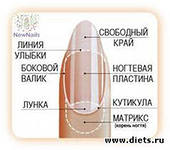 NewNails
СВОБОДНЫЙ
КРАЙ
ЛИНИЯ
УЛЫБКИ
БОКОВОЙ
ВАЛИК
НОГТЕВАЯ
ПЛАСТИНА
ЛУНКА
КУТИКУЛА
МАТРИКС
(корень ногтя)
www.diets.ru